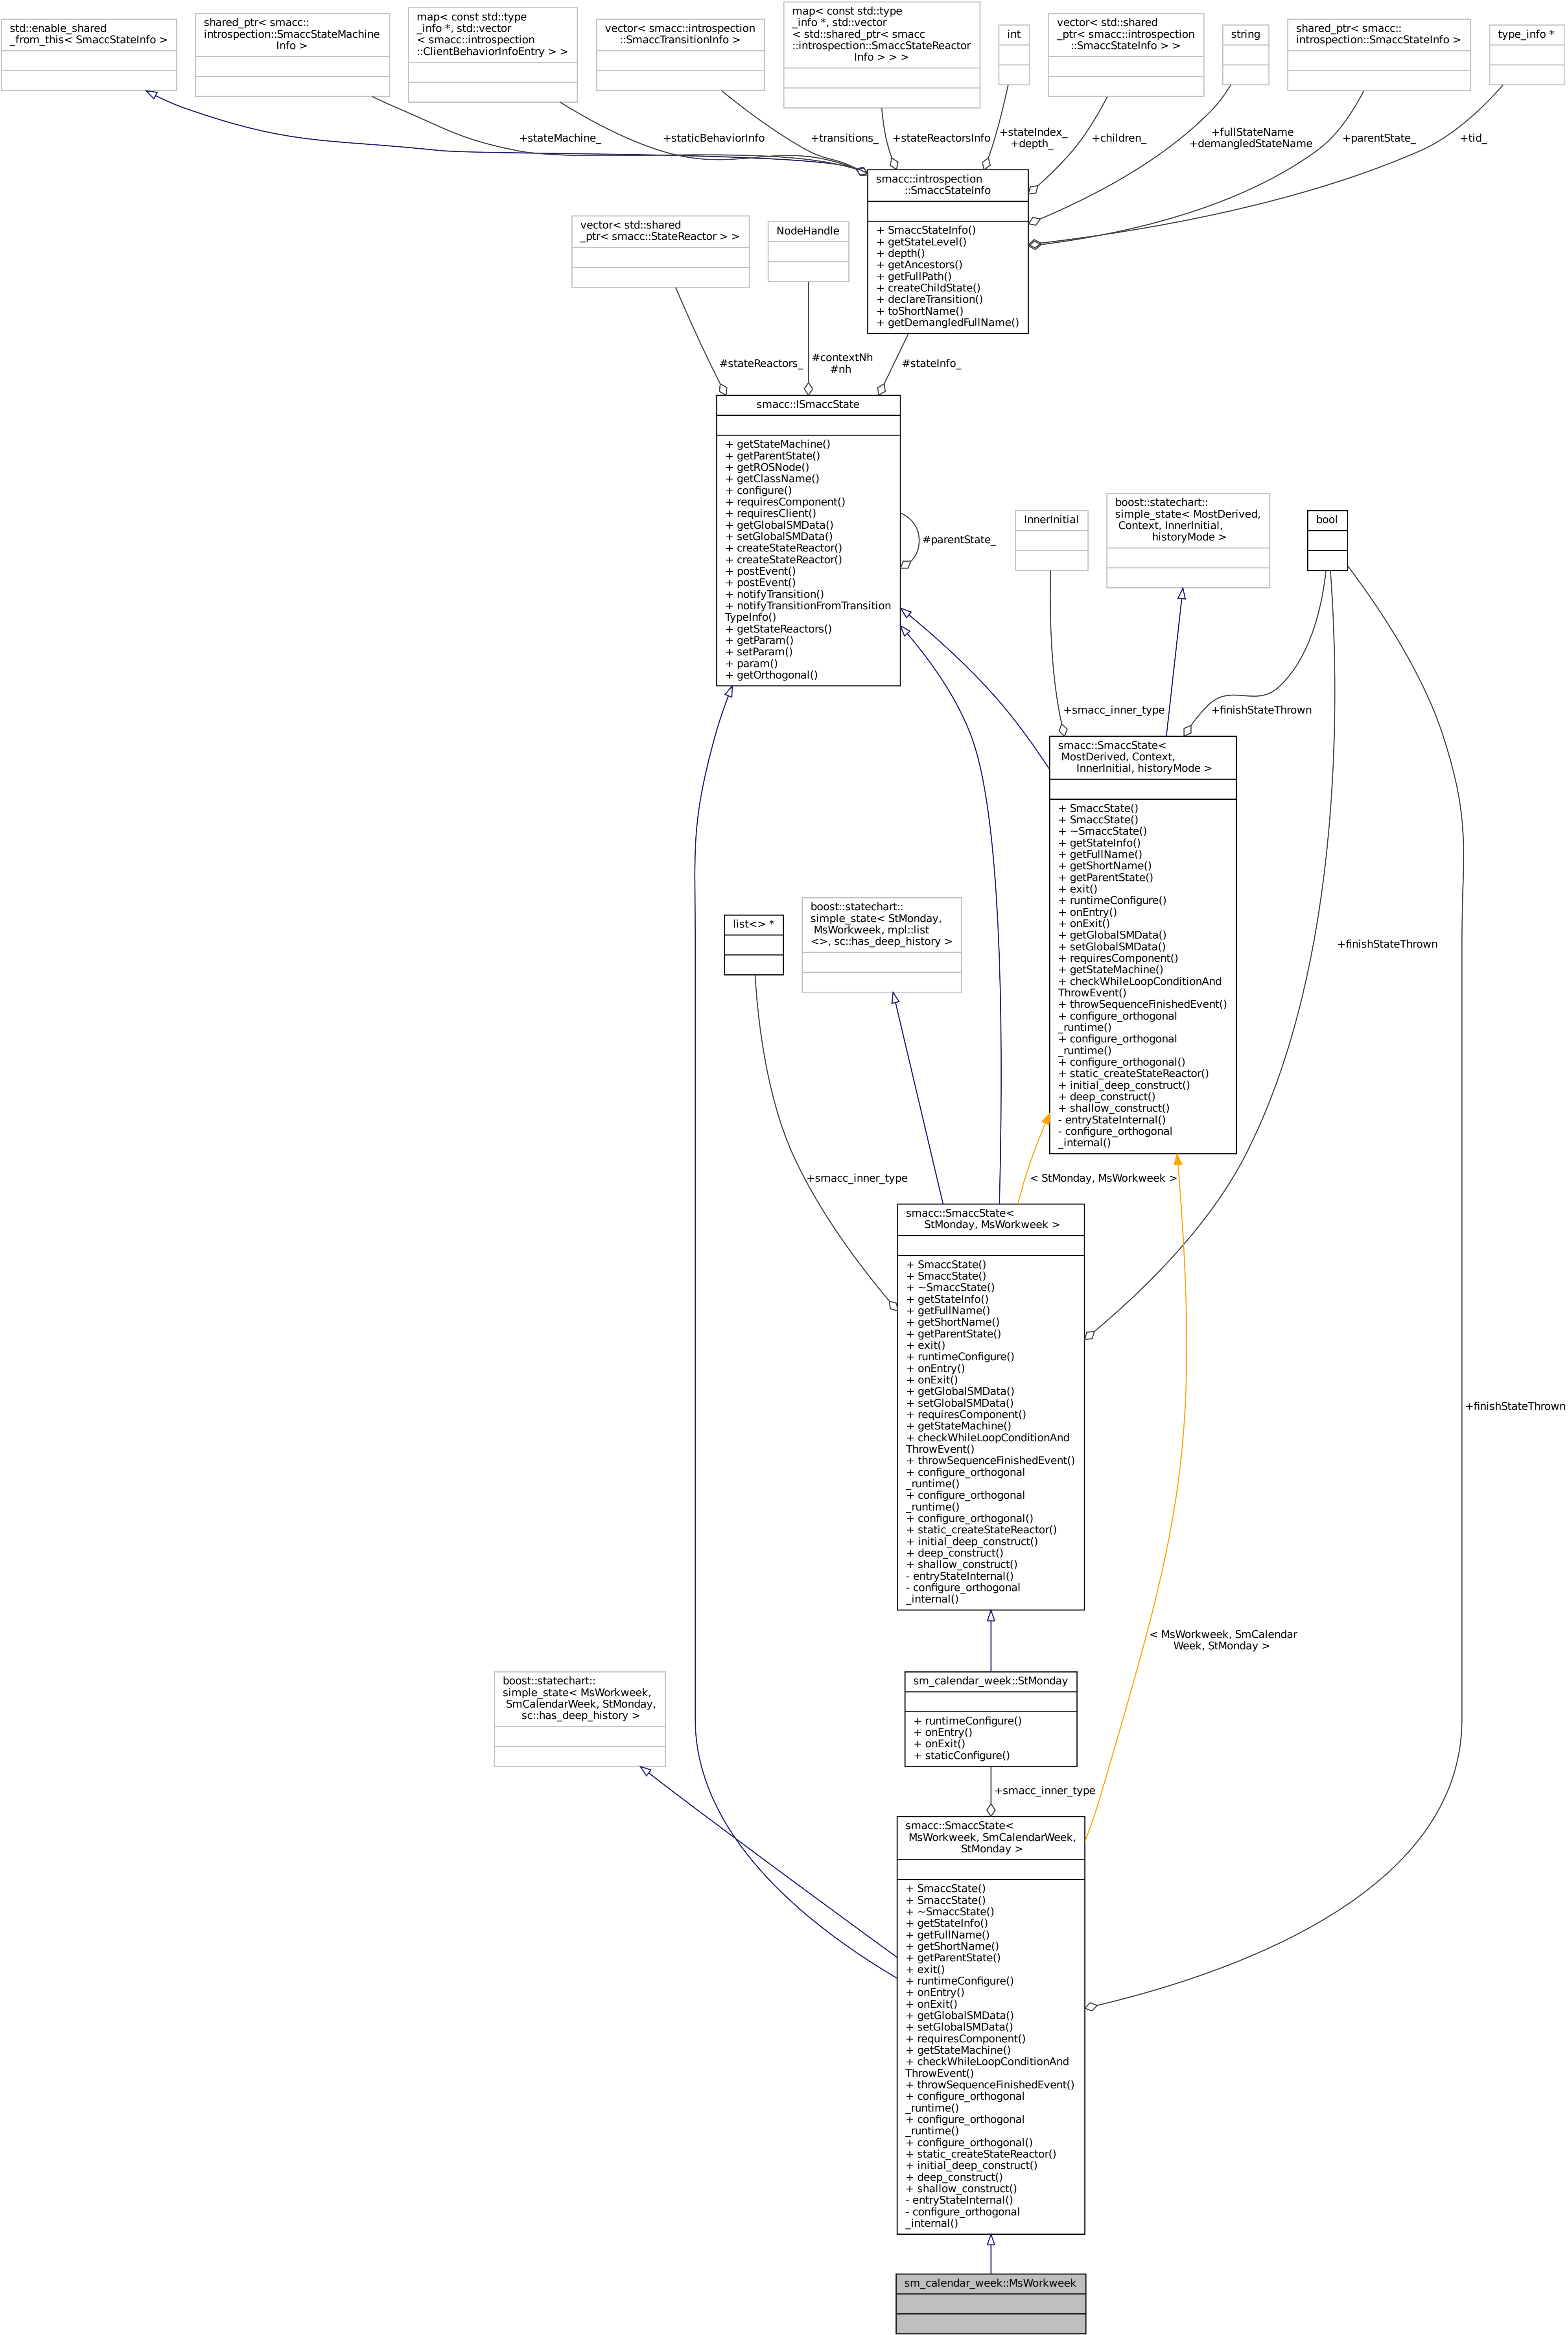 std::enable_shared
_from_this< SmaccStateInfo >
shared_ptr< smacc::
introspection::SmaccStateMachine
Info >
map< const std::type
_info *, std::vector
< smacc::introspection
::ClientBehaviorInfoEntry > >
vector< smacc::introspection
::SmaccTransitionInfo >
map< const std::type
_info *, std::vector
< std::shared_ptr< smacc
::introspection::SmaccStateReactor
Info > > >
int
vector< std::shared
_ptr< smacc::introspection
::SmaccStateInfo > >
string
shared_ptr< smacc::
introspection::SmaccStateInfo >
type_info *
+stateMachine_
+staticBehaviorInfo
+transitions_
+stateReactorsInfo
+stateIndex_
+depth_
+children_
+fullStateName
+demangledStateName
+parentState_
+tid_
smacc::introspection
::SmaccStateInfo
+ SmaccStateInfo()
+ getStateLevel()
+ depth()
+ getAncestors()
+ getFullPath()
+ createChildState()
+ declareTransition()
+ toShortName()
+ getDemangledFullName()
vector< std::shared
_ptr< smacc::StateReactor > >
NodeHandle
#stateReactors_
#contextNh
#nh
#stateInfo_
smacc::ISmaccState
+ getStateMachine()
+ getParentState()
+ getROSNode()
+ getClassName()
+ configure()
+ requiresComponent()
+ requiresClient()
+ getGlobalSMData()
+ setGlobalSMData()
+ createStateReactor()
+ createStateReactor()
+ postEvent()
+ postEvent()
+ notifyTransition()
+ notifyTransitionFromTransition
TypeInfo()
+ getStateReactors()
+ getParam()
+ setParam()
+ param()
+ getOrthogonal()
#parentState_
InnerInitial
boost::statechart::
simple_state< MostDerived,
Context, InnerInitial,
historyMode >
bool
+smacc_inner_type
+finishStateThrown
smacc::SmaccState<
MostDerived, Context,
InnerInitial, historyMode >
+ SmaccState()
+ SmaccState()
+ ~SmaccState()
+ getStateInfo()
+ getFullName()
+ getShortName()
+ getParentState()
+ exit()
+ runtimeConfigure()
+ onEntry()
+ onExit()
+ getGlobalSMData()
+ setGlobalSMData()
+ requiresComponent()
+ getStateMachine()
+ checkWhileLoopConditionAnd
ThrowEvent()
+ throwSequenceFinishedEvent()
+ configure_orthogonal
_runtime()
+ configure_orthogonal
_runtime()
+ configure_orthogonal()
+ static_createStateReactor()
+ initial_deep_construct()
+ deep_construct()
+ shallow_construct()
- entryStateInternal()
- configure_orthogonal
_internal()
list<> *
boost::statechart::
simple_state< StMonday,
MsWorkweek, mpl::list
<>, sc::has_deep_history >
+finishStateThrown
+smacc_inner_type
< StMonday, MsWorkweek >
smacc::SmaccState<
StMonday, MsWorkweek >
+ SmaccState()
+ SmaccState()
+ ~SmaccState()
+ getStateInfo()
+ getFullName()
+ getShortName()
+ getParentState()
+ exit()
+ runtimeConfigure()
+ onEntry()
+ onExit()
+ getGlobalSMData()
+ setGlobalSMData()
+ requiresComponent()
+ getStateMachine()
+ checkWhileLoopConditionAnd
ThrowEvent()
+ throwSequenceFinishedEvent()
+ configure_orthogonal
_runtime()
+ configure_orthogonal
_runtime()
+ configure_orthogonal()
+ static_createStateReactor()
+ initial_deep_construct()
+ deep_construct()
+ shallow_construct()
- entryStateInternal()
- configure_orthogonal
_internal()
+finishStateThrown
< MsWorkweek, SmCalendar
Week, StMonday >
boost::statechart::
simple_state< MsWorkweek,
SmCalendarWeek, StMonday,
sc::has_deep_history >
sm_calendar_week::StMonday
+ runtimeConfigure()
+ onEntry()
+ onExit()
+ staticConfigure()
+smacc_inner_type
smacc::SmaccState<
MsWorkweek, SmCalendarWeek,
StMonday >
+ SmaccState()
+ SmaccState()
+ ~SmaccState()
+ getStateInfo()
+ getFullName()
+ getShortName()
+ getParentState()
+ exit()
+ runtimeConfigure()
+ onEntry()
+ onExit()
+ getGlobalSMData()
+ setGlobalSMData()
+ requiresComponent()
+ getStateMachine()
+ checkWhileLoopConditionAnd
ThrowEvent()
+ throwSequenceFinishedEvent()
+ configure_orthogonal
_runtime()
+ configure_orthogonal
_runtime()
+ configure_orthogonal()
+ static_createStateReactor()
+ initial_deep_construct()
+ deep_construct()
+ shallow_construct()
- entryStateInternal()
- configure_orthogonal
_internal()
sm_calendar_week::MsWorkweek